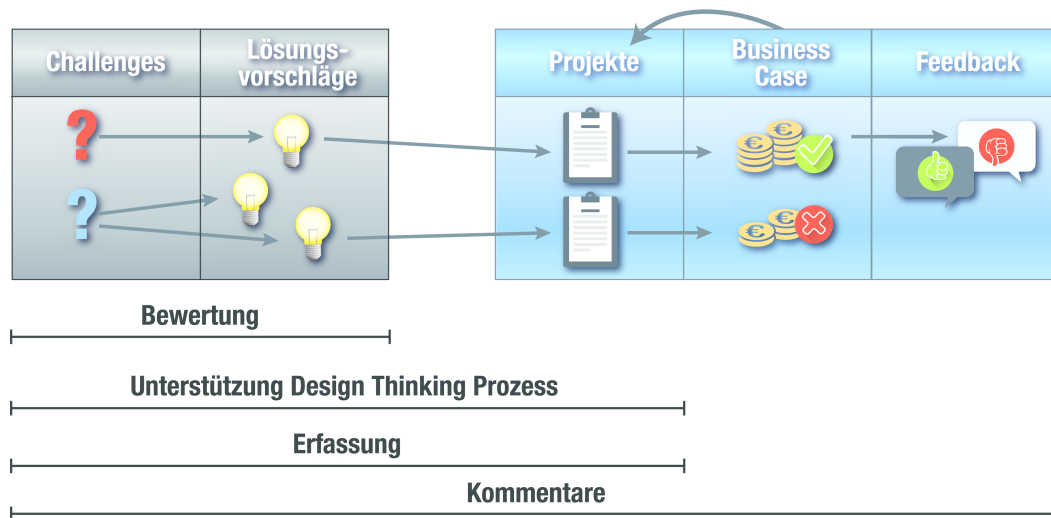 Challenges
Lösungs-
vorschläge
Projekte
Business
Case
Feedback
? 
?
€ €
€ €
Bewertung
Unterstützung Design Thinking Prozess
Erfassung
Kommentare